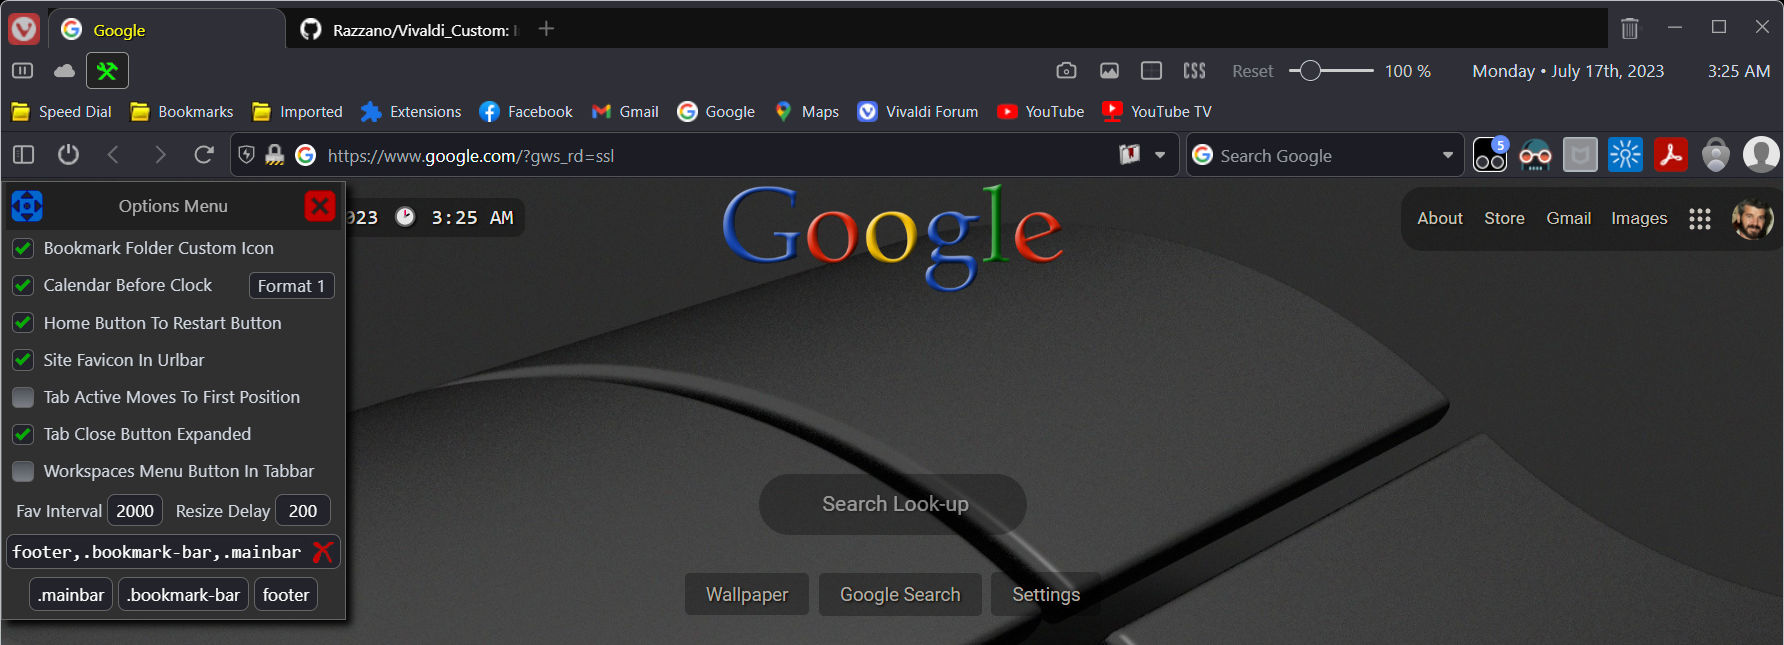 Google
Razzano/Vivaldi_Custom:
CSS Reset 100 % Monday • July 17th, 2023 3:25 AM
Speed Dial Bookmarks Imported Extensions Facebook Gmail Google Maps Vivaldi Forum YouTube YouTube TV
https://www.google.com/?gws_rd=ssl Search Google 5
Options Menu
023 3:25 AM
Google
About Store Gmail Images
Bookmark Folder Custom Icon
Calendar Before Clock Format 1
Home Button To Restart Button
Site Favicon In Urlbar
Tab Active Moves To First Position
Tab Close Button Expanded
Workspaces Menu Button In Tabbar
Fav Interval 2000 Resize Delay 200
footer,.bookmark-bar,.mainbar
.mainbar .bookmark-bar footer
Search Look-up
Wallpaper Google Search Settings